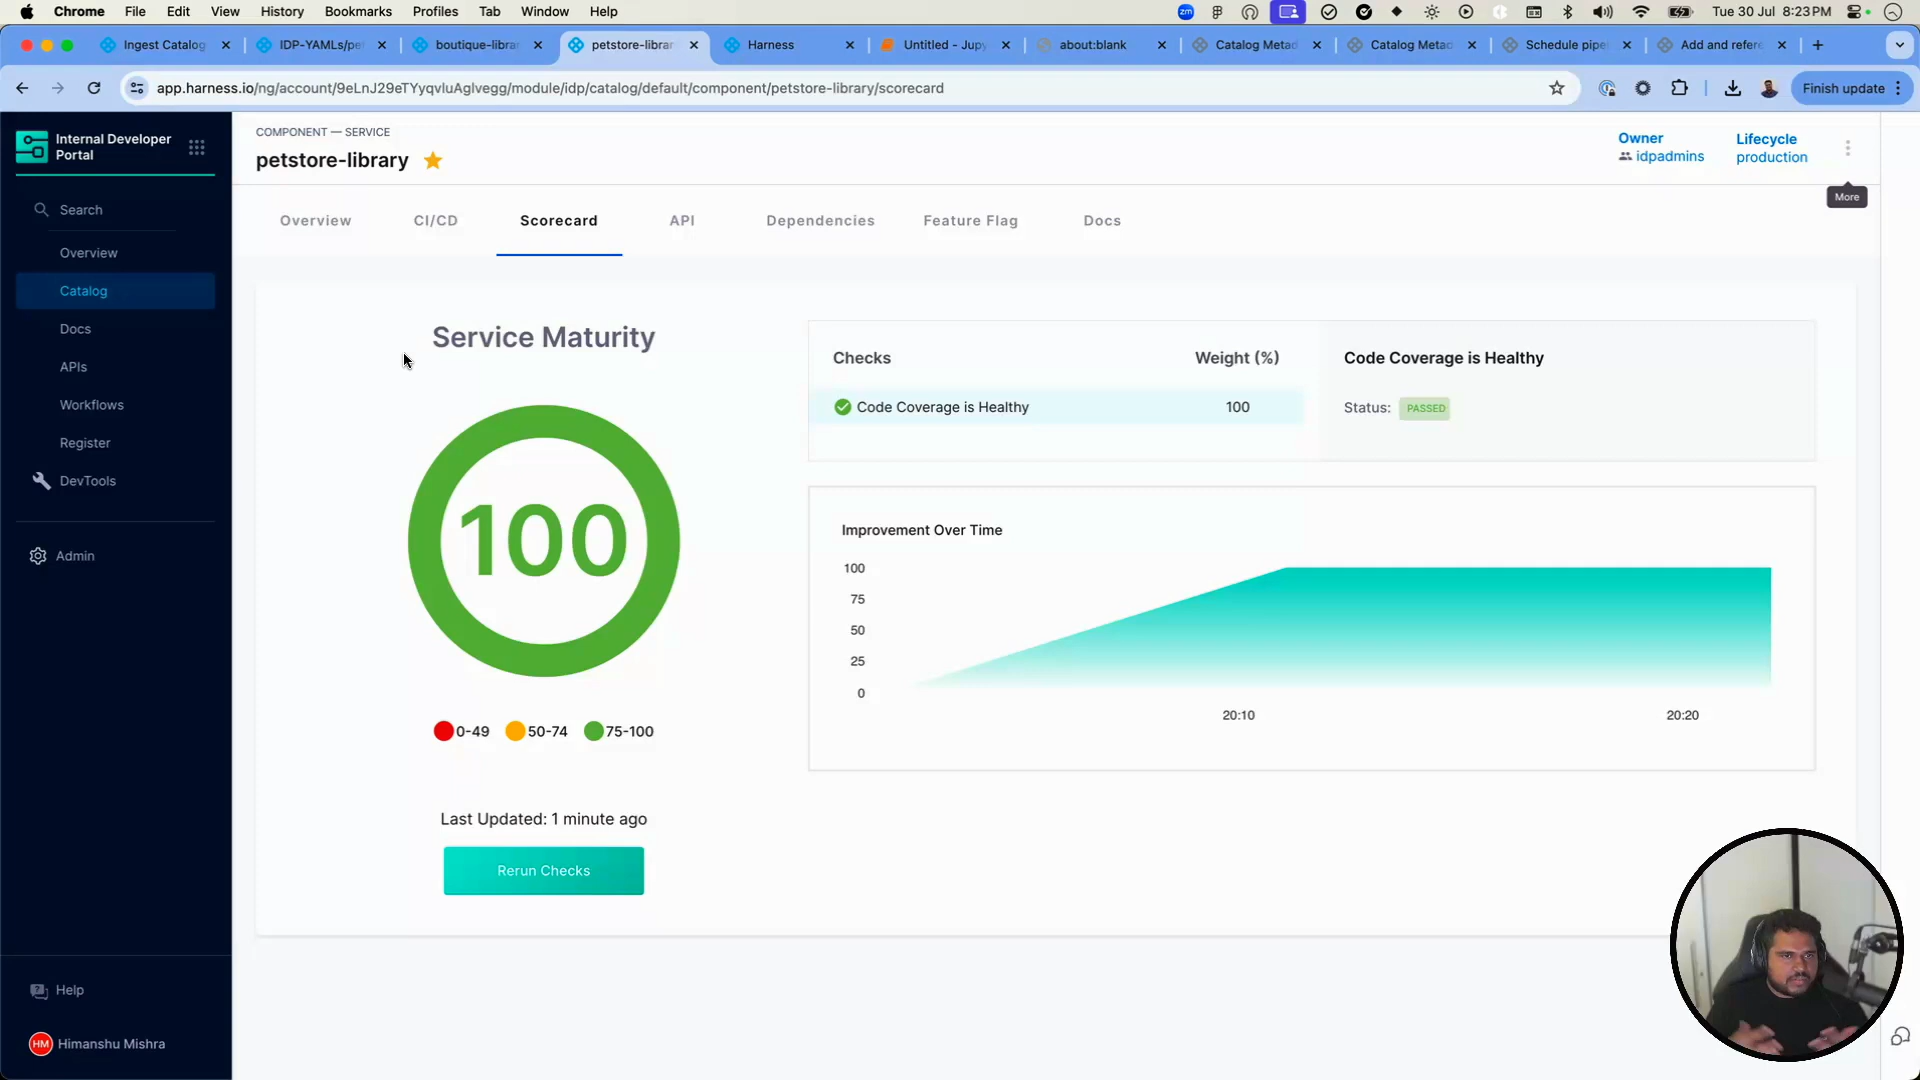 Chrome File Edit View History Bookmarks Profiles Tab Window Help
zm Tue 30 Jul 8:23 PM
Ingest Catalog IDP-YAMLs/pe boutique-libra petstore-librar Harness Untitled - Jupy about:blank Catalog Metad Catalog Metad Schedule pipe Add and refer
app.harness.io/ng/account/9eLnJ29eTYyqvluAglvegg/module/idp/catalog/default/component/petstore-library/scorecard
Finish update
Internal Developer
Portal
Search
Overview
Catalog
Docs
APIs
Workflows
Register
DevTools
Admin
Help
HM Himanshu Mishra
COMPONENT — SERVICE
petstore-library
Owner
idpadmins
Lifecycle
production
More
Overview CI/CD Scorecard API Dependencies Feature Flag Docs
Service Maturity
100
0-49 50-74 75-100
Last Updated: 1 minute ago
Rerun Checks
Checks Weight (%)
Code Coverage is Healthy 100
Code Coverage is Healthy
Status: PASSED
Improvement Over Time
100
75
50
25
0
20:10 20:20